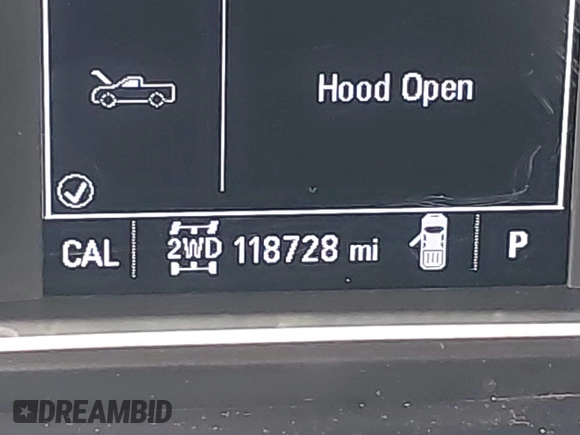 Hood Open
CAL 2WD 118728 mi P
DREAMBID